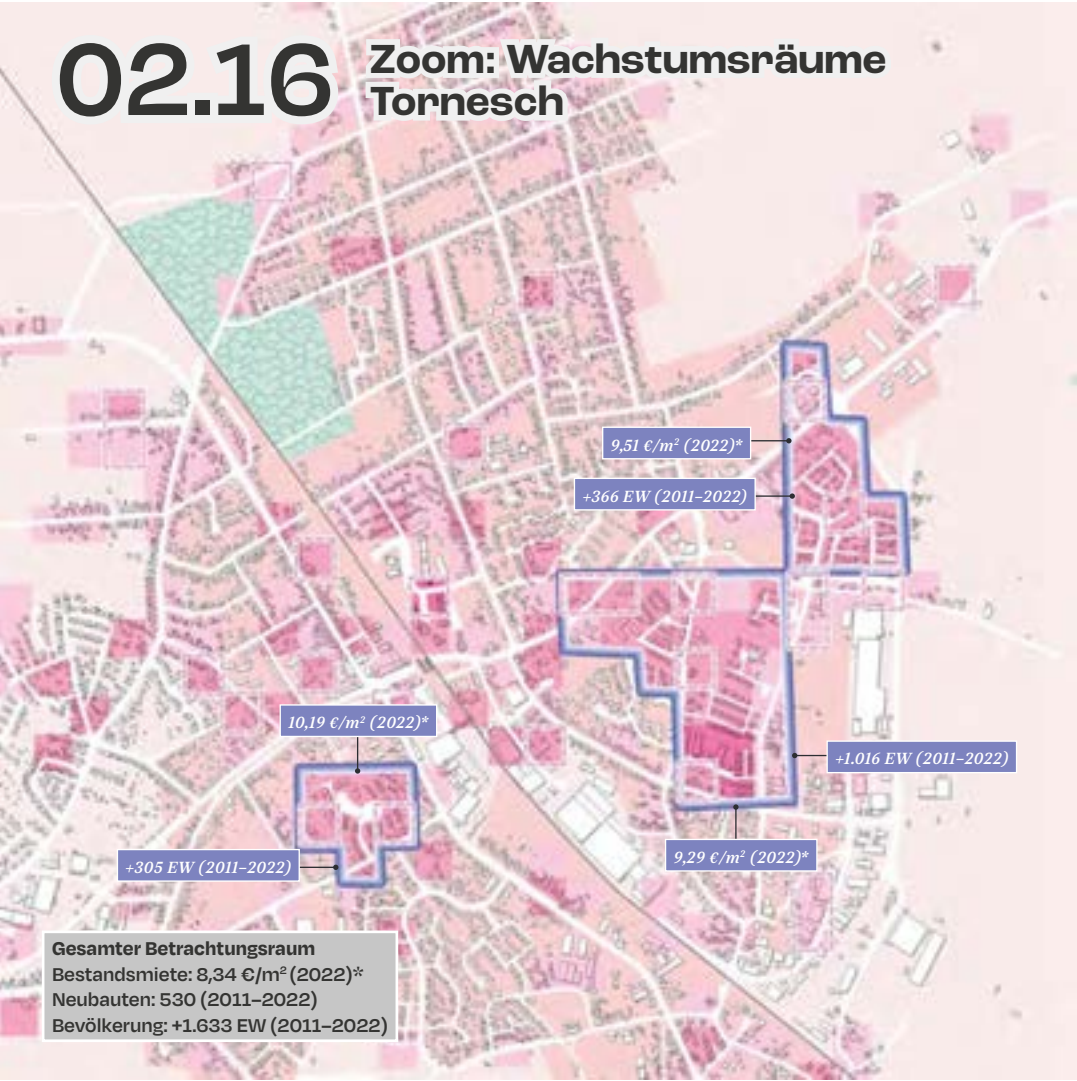 02.16
Zoom: Wachstumsräume
Tornesch
9,51 €/m² (2022)*
+366 EW (2011–2022)
10,19 €/m² (2022)*
+1.016 EW (2011–2022)
9,29 €/m² (2022)*
+305 EW (2011–2022)
Gesamter Betrachtungsraum
Bestandsmiete: 8,34 €/m² (2022)*
Neubauten: 530 (2011–2022)
Bevölkerung: +1.633 EW (2011–2022)